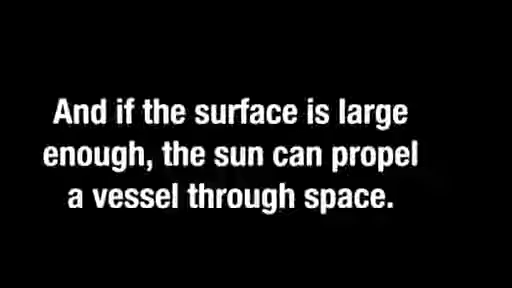 And if the surface is large
enough, the sun can propel
a vessel through space.